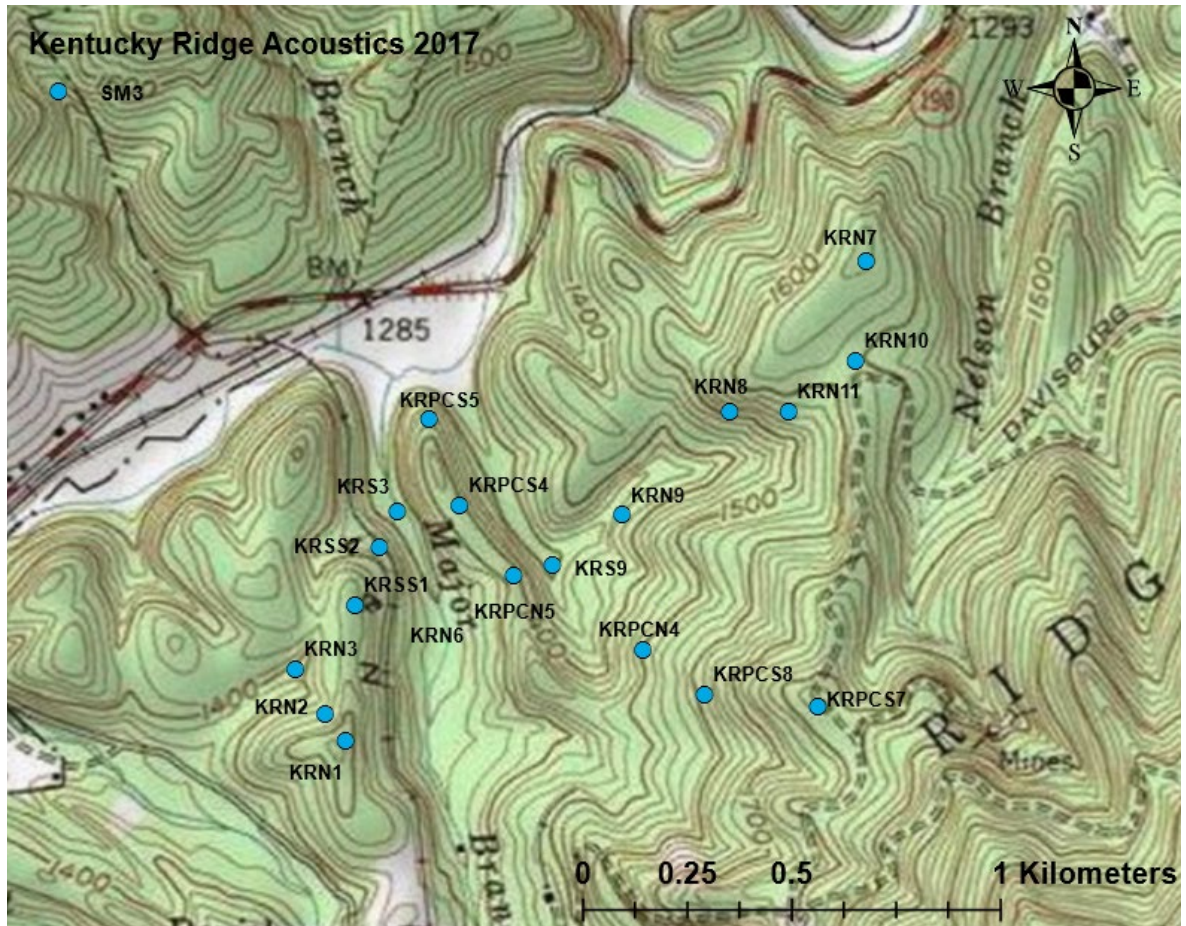 Kentucky Ridge Acoustics 2017
1293
N
W
E
S
SM3
Branch
190
Branch
KRN7
BM
1600
1400
1500
1285
KRN10
Nelson
DAVISBURG
KRN8
KRN11
KRPCS5
KRS3
KRPCS4
KRN9
1500
Major
KRSS2
KRS9
KRSS1
KRPCN5
KRN6
KRPCN4
KRN3
1400
KRPCS8
KRPCS7
RIDG
KRN2
KRN1
Mines
1400
0
0.25
0.5
1 Kilometers